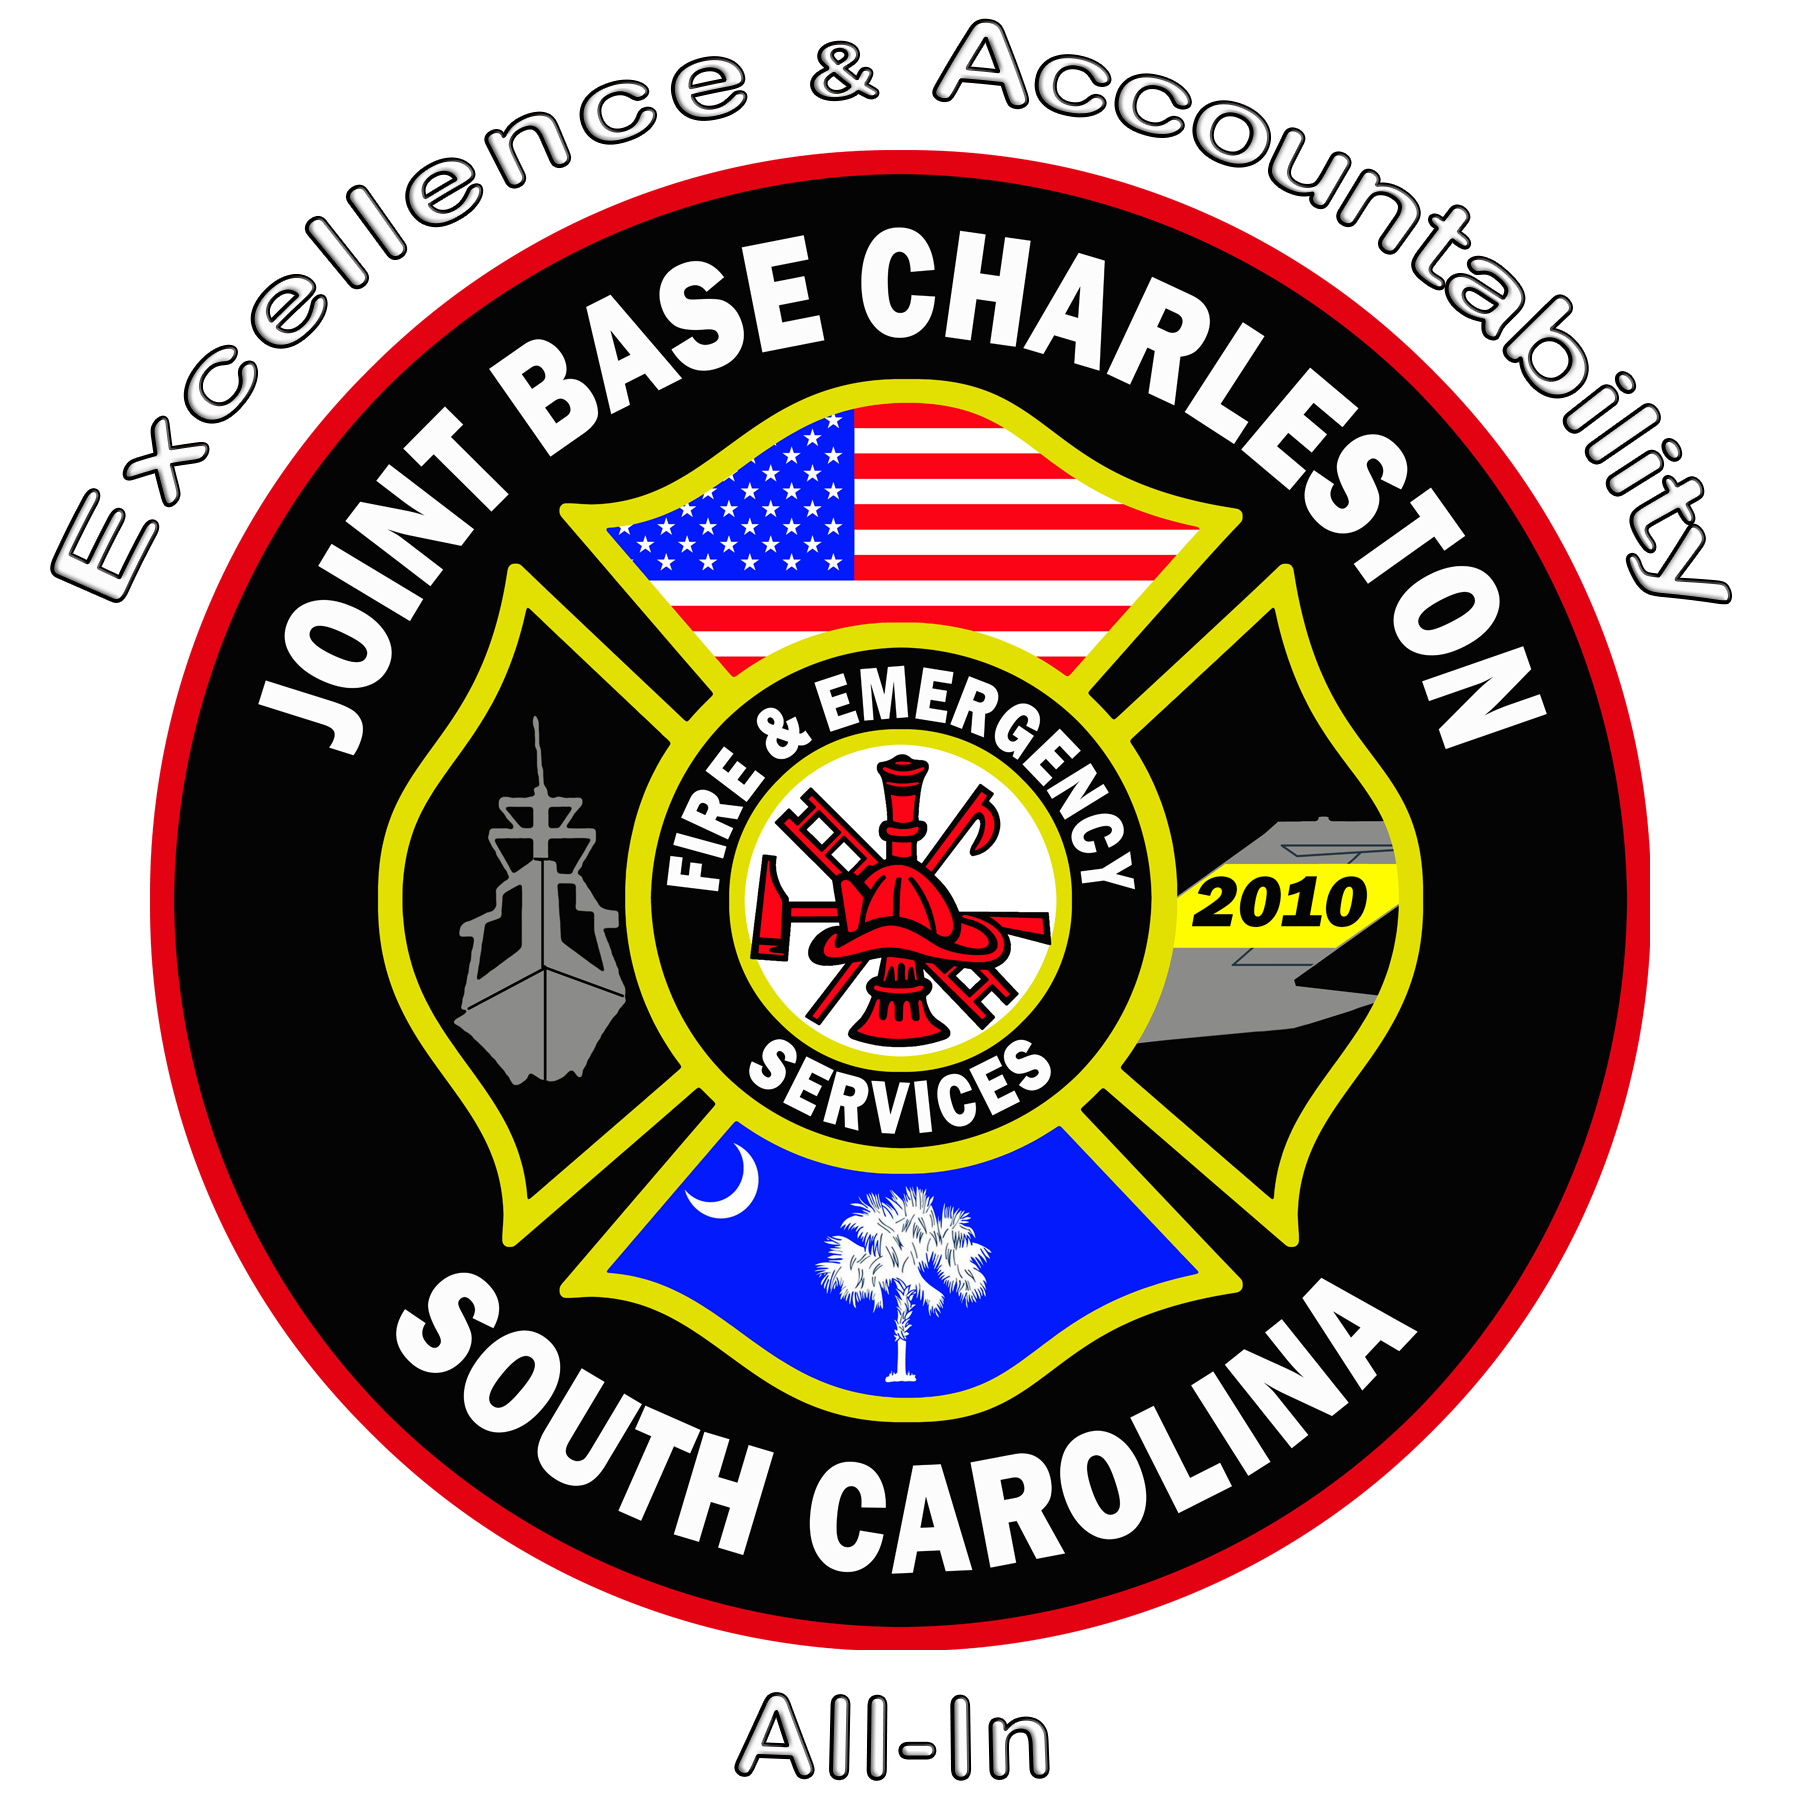 Excellence & Accountability
JOINT BASE CHARLESTON
FIRE & EMERGENCY
2010
SERVICES
SOUTH CAROLINA
All-In